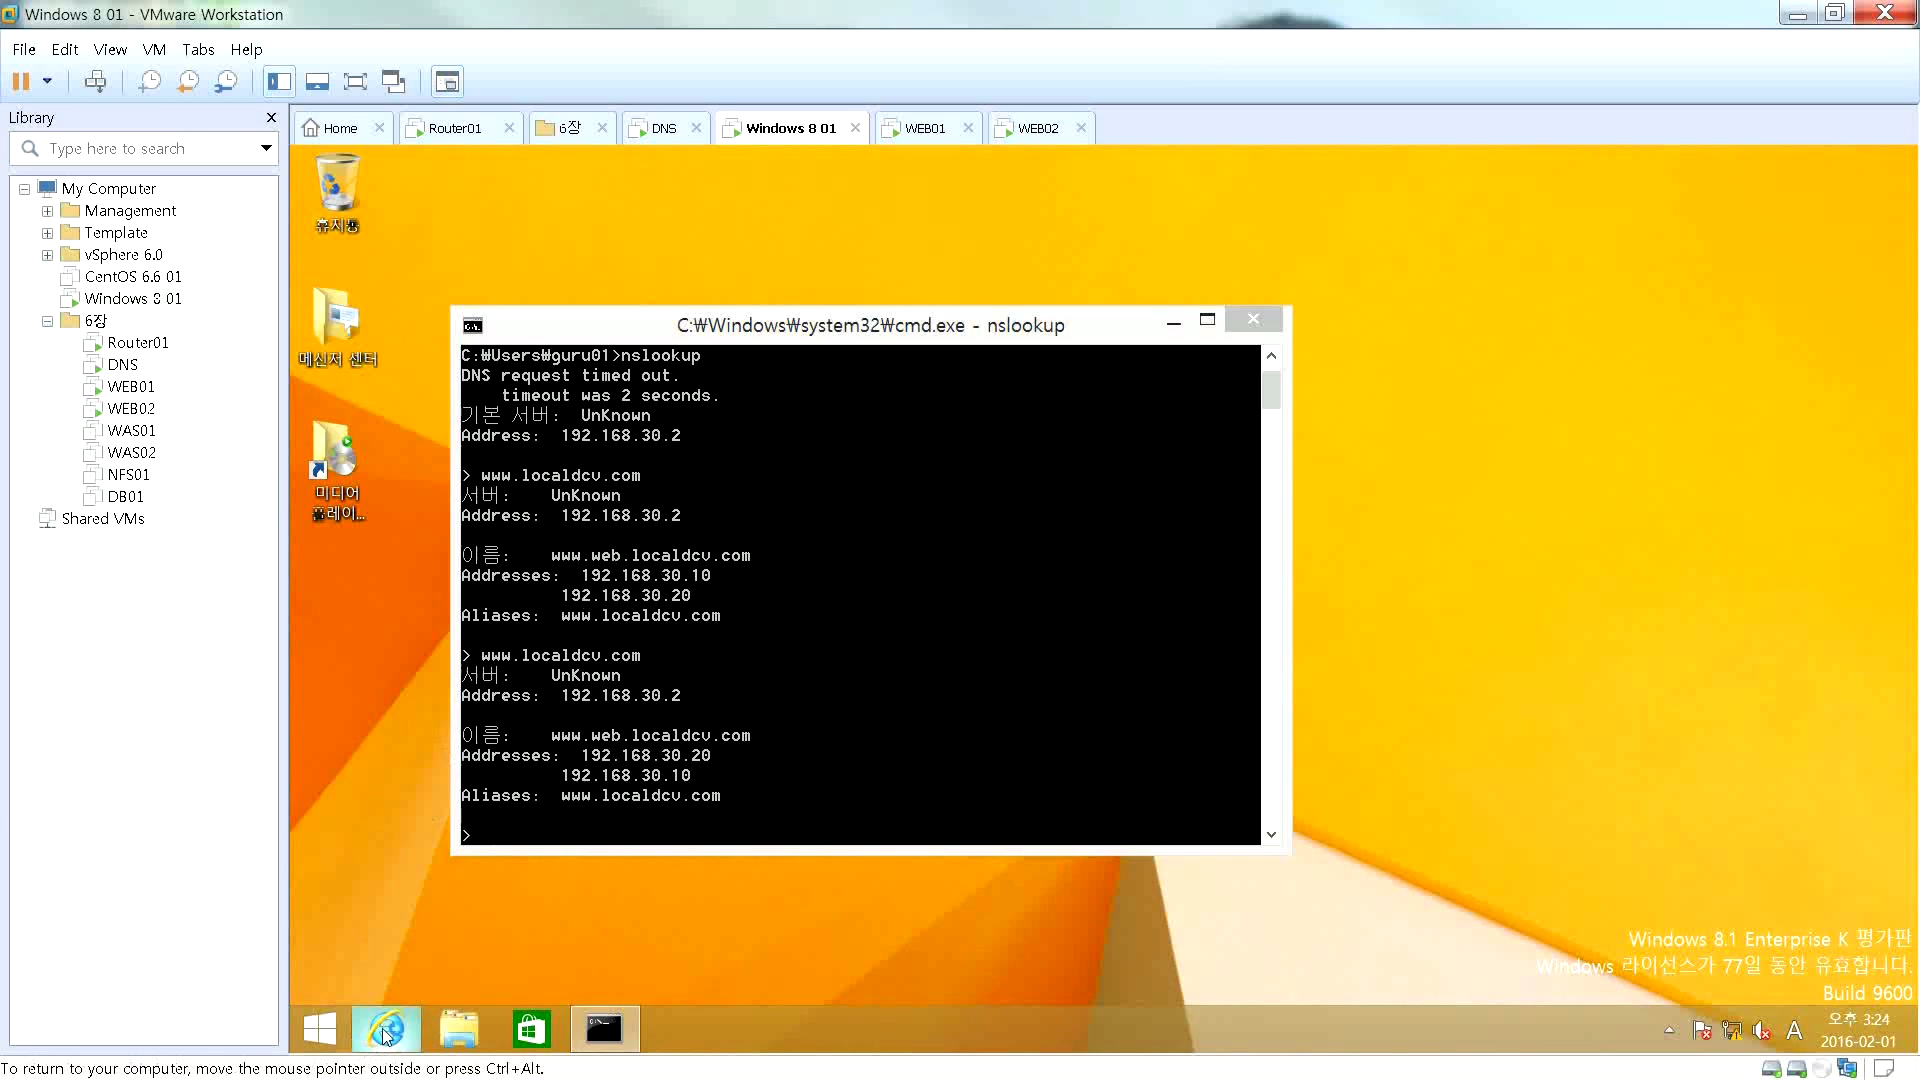 Windows 8 01 - VMware Workstation
File Edit View VM Tabs Help
Library
Type here to search
My Computer
Management
Template
vSphere 6.0
CentOS 6.6 01
Windows 8 01
6장
Router01
DNS
WEB01
WEB02
WAS01
WAS02
NFS01
DB01
Shared VMs
Home Router01 6장 DNS Windows 8 01 WEB01 WEB02
휴지통
메신저 센터
미디어
플레이...
C:₩Windows₩system32₩cmd.exe - nslookup
C:₩Users₩guru01>nslookup
DNS request timed out.
timeout was 2 seconds.
기본 서버: UnKnown
Address: 192.168.30.2
> www.localdcv.com
서버: UnKnown
Address: 192.168.30.2
이름: www.web.localdcv.com
Addresses: 192.168.30.10
192.168.30.20
Aliases: www.localdcv.com
> www.localdcv.com
서버: UnKnown
Address: 192.168.30.2
이름: www.web.localdcv.com
Addresses: 192.168.30.20
192.168.30.10
Aliases: www.localdcv.com
>
Windows 8.1 Enterprise K 평가판
Windows 라이선스가 77일 동안 유효합니다.
Build 9600
A
오후 3:24
2016-02-01
To return to your computer, move the mouse pointer outside or press Ctrl+Alt.